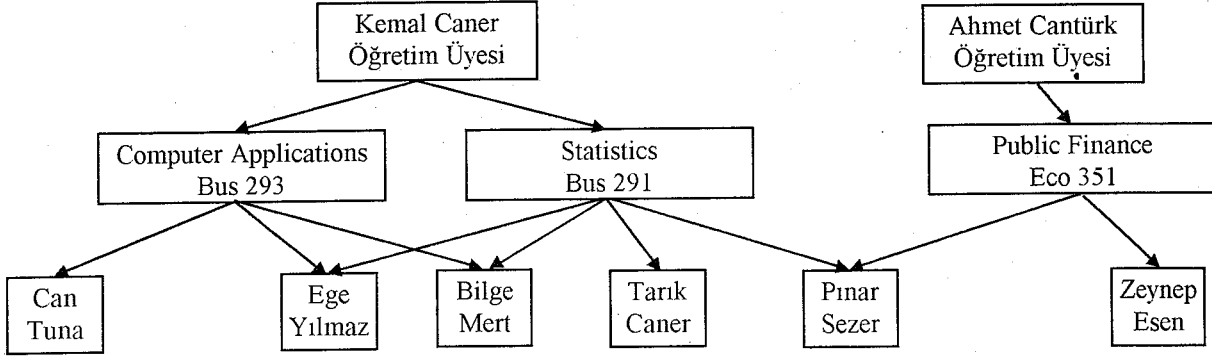 Kemal Caner
Öğretim Üyesi
Ahmet Cantürk
Öğretim Üyesi
Computer Applications
Bus 293
Statistics
Bus 291
Public Finance
Eco 351
Can
Tuna
Ege
Yılmaz
Bilge
Mert
Tarık
Caner
Pınar
Sezer
Zeynep
Esen